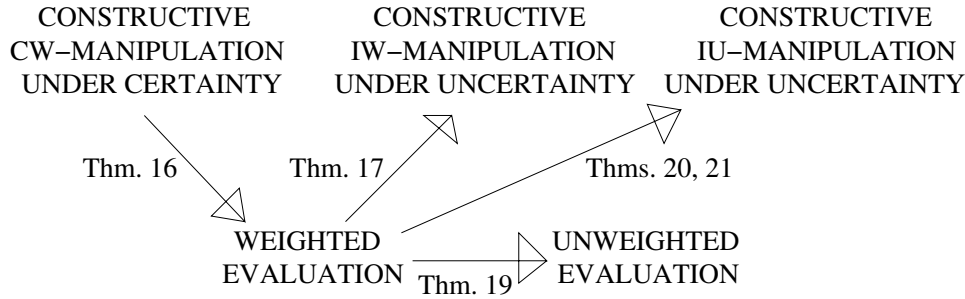 CONSTRUCTIVE
CW−MANIPULATION
UNDER CERTAINTY
CONSTRUCTIVE
IW−MANIPULATION
UNDER UNCERTAINTY
CONSTRUCTIVE
IU−MANIPULATION
UNDER UNCERTAINTY
Thm. 16
Thm. 17
Thms. 20, 21
WEIGHTED
EVALUATION
UNWEIGHTED
EVALUATION
Thm. 19